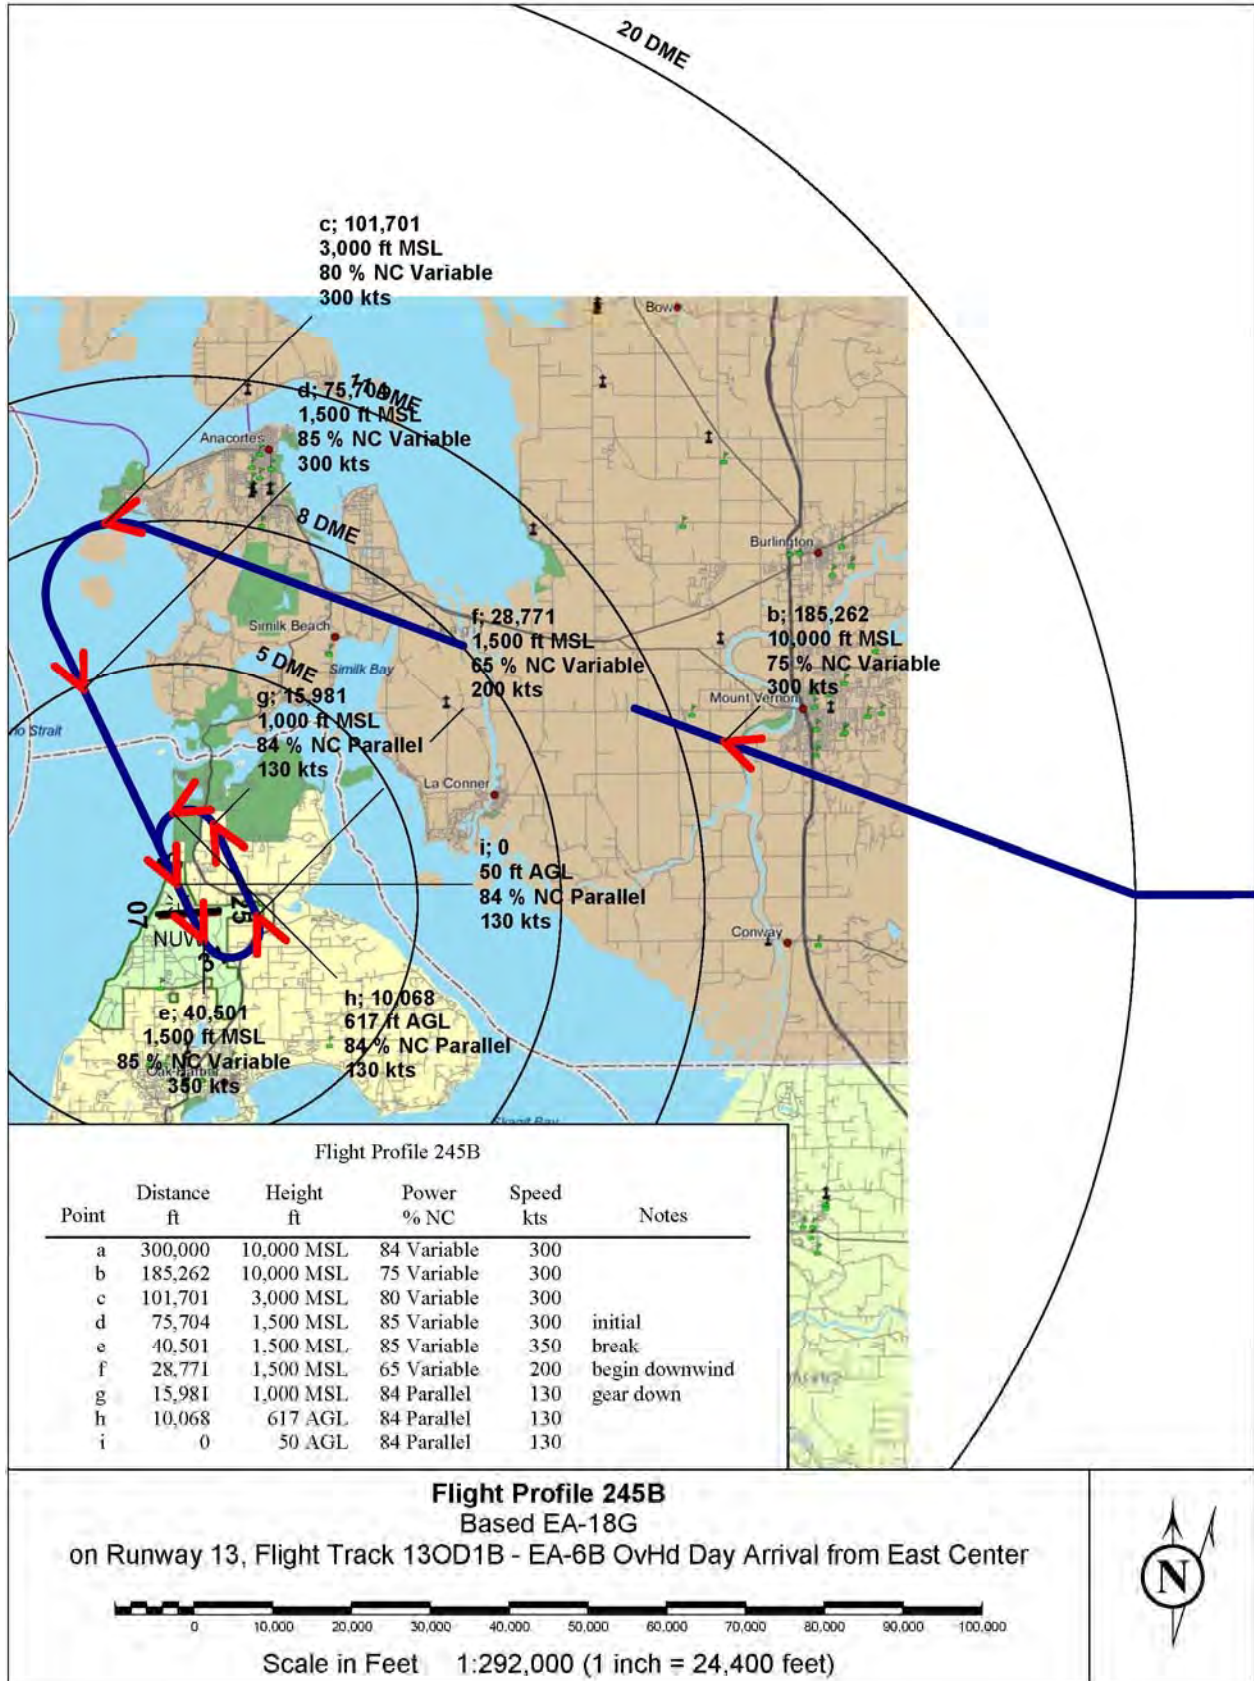 20 DME
c; 101,701
3,000 ft MSL
80 % NC Variable
300 kts
Bow
11 DME
d; 75,704
1,500 ft MSL
85 % NC Variable
300 kts
Anacortes
8 DME
Burlington
b; 185,262
10,000 ft MSL
75 % NC Variable
300 kts
f; 28,771
1,500 ft MSL
65 % NC Variable
200 kts
Similk Beach
5 DME
Similk Bay
Mount Vernon
g; 15,981
1,000 ft MSL
84 % NC Parallel
130 kts
Strait
La Conner
i; 0
50 ft AGL
84 % NC Parallel
130 kts
07
25
NUW
Conway
h; 10,068
617 ft AGL
84 % NC Parallel
130 kts
e; 40,501
1,500 ft MSL
85 % NC Variable
350 kts
Oak Harbor
Skagit Bay
Flight Profile 245B
Distance Height Power Speed
Point ft ft % NC kts Notes
a 300,000 10,000 MSL 84 Variable 300
b 185,262 10,000 MSL 75 Variable 300
c 101,701 3,000 MSL 80 Variable 300
d 75,704 1,500 MSL 85 Variable 300 initial
e 40,501 1,500 MSL 85 Variable 350 break
f 28,771 1,500 MSL 65 Variable 200 begin downwind
g 15,981 1,000 MSL 84 Parallel 130 gear down
h 10,068 617 AGL 84 Parallel 130
i 0 50 AGL 84 Parallel 130
Flight Profile 245B
Based EA-18G
on Runway 13, Flight Track 13OD1B - EA-6B OvHd Day Arrival from East Center
0 10,000 20,000 30,000 40,000 50,000 60,000 70,000 80,000 90,000 100,000
Scale in Feet 1:292,000 (1 inch = 24,400 feet)
N